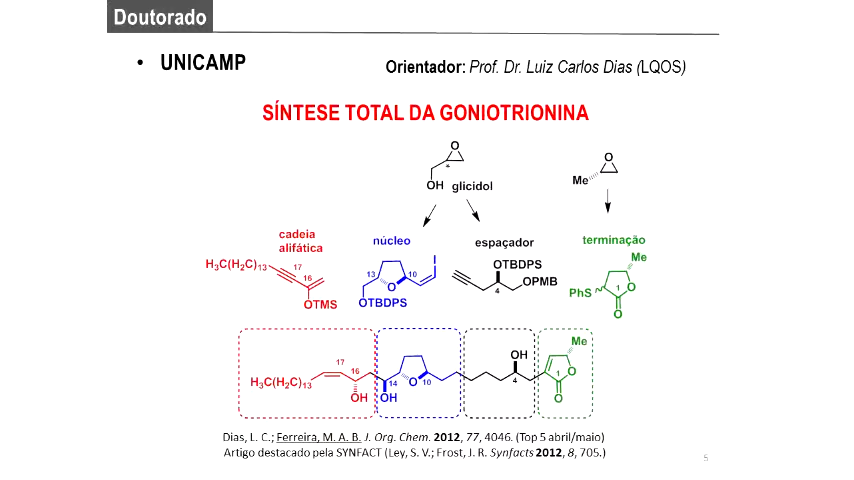 Doutorado
• UNICAMP
Orientador: Prof. Dr. Luiz Carlos Dias (LQOS)
SÍNTESE TOTAL DA GONIOTRIONINA
O
*
OH glicidol
O
Me
cadeia
alifática
núcleo
espaçador
terminação
H₃C(H₂C)₁₃
17
16
OTMS
I
13
10
O
OTBDPS
OTBDPS
4
OPMB
Me
PhS
1
O
O
17
16
H₃C(H₂C)₁₃
OH
OH
14
O
10
OH
4
Me
1
O
O
Dias, L. C.; Ferreira, M. A. B. J. Org. Chem. 2012, 77, 4046. (Top 5 abril/maio)
Artigo destacado pela SYNFACT (Ley, S. V.; Frost, J. R. Synfacts 2012, 8, 705.)
5